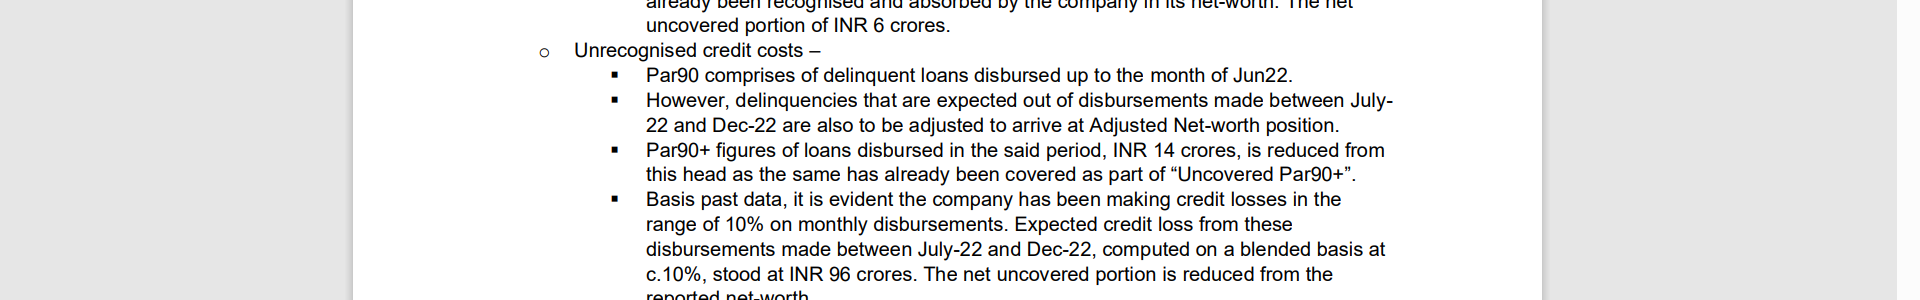 already been recognised and absorbed by the company in its net-worth. The net
uncovered portion of INR 6 crores.
o Unrecognised credit costs –
▪ Par90 comprises of delinquent loans disbursed up to the month of Jun22.
▪ However, delinquencies that are expected out of disbursements made between July-
22 and Dec-22 are also to be adjusted to arrive at Adjusted Net-worth position.
▪ Par90+ figures of loans disbursed in the said period, INR 14 crores, is reduced from
this head as the same has already been covered as part of “Uncovered Par90+”.
▪ Basis past data, it is evident the company has been making credit losses in the
range of 10% on monthly disbursements. Expected credit loss from these
disbursements made between July-22 and Dec-22, computed on a blended basis at
c.10%, stood at INR 96 crores. The net uncovered portion is reduced from the
reported net-worth.